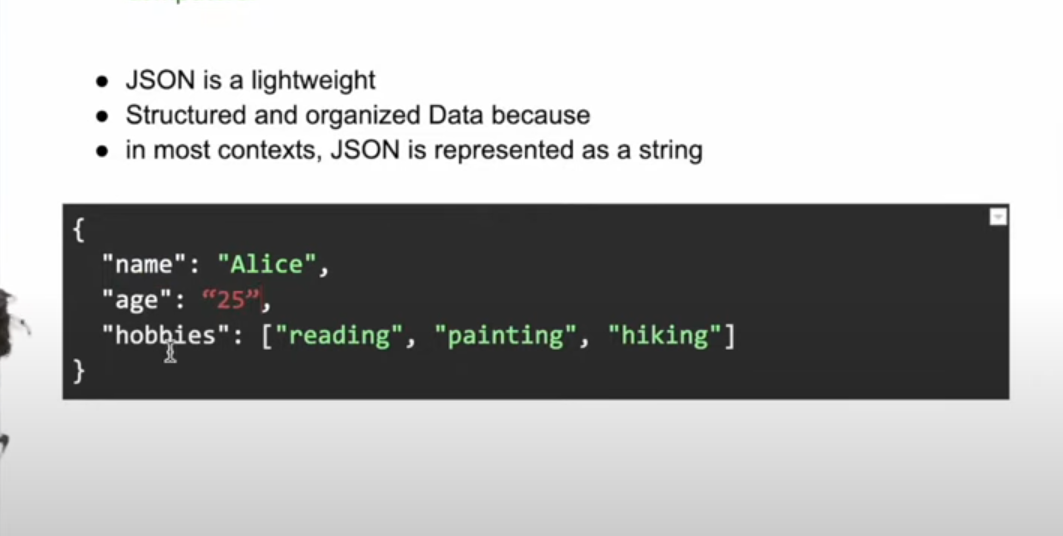 ● JSON is a lightweight
● Structured and organized Data because
● in most contexts, JSON is represented as a string
{
"name": "Alice",
"age": “25”,
"hobbies": ["reading", "painting", "hiking"]
}